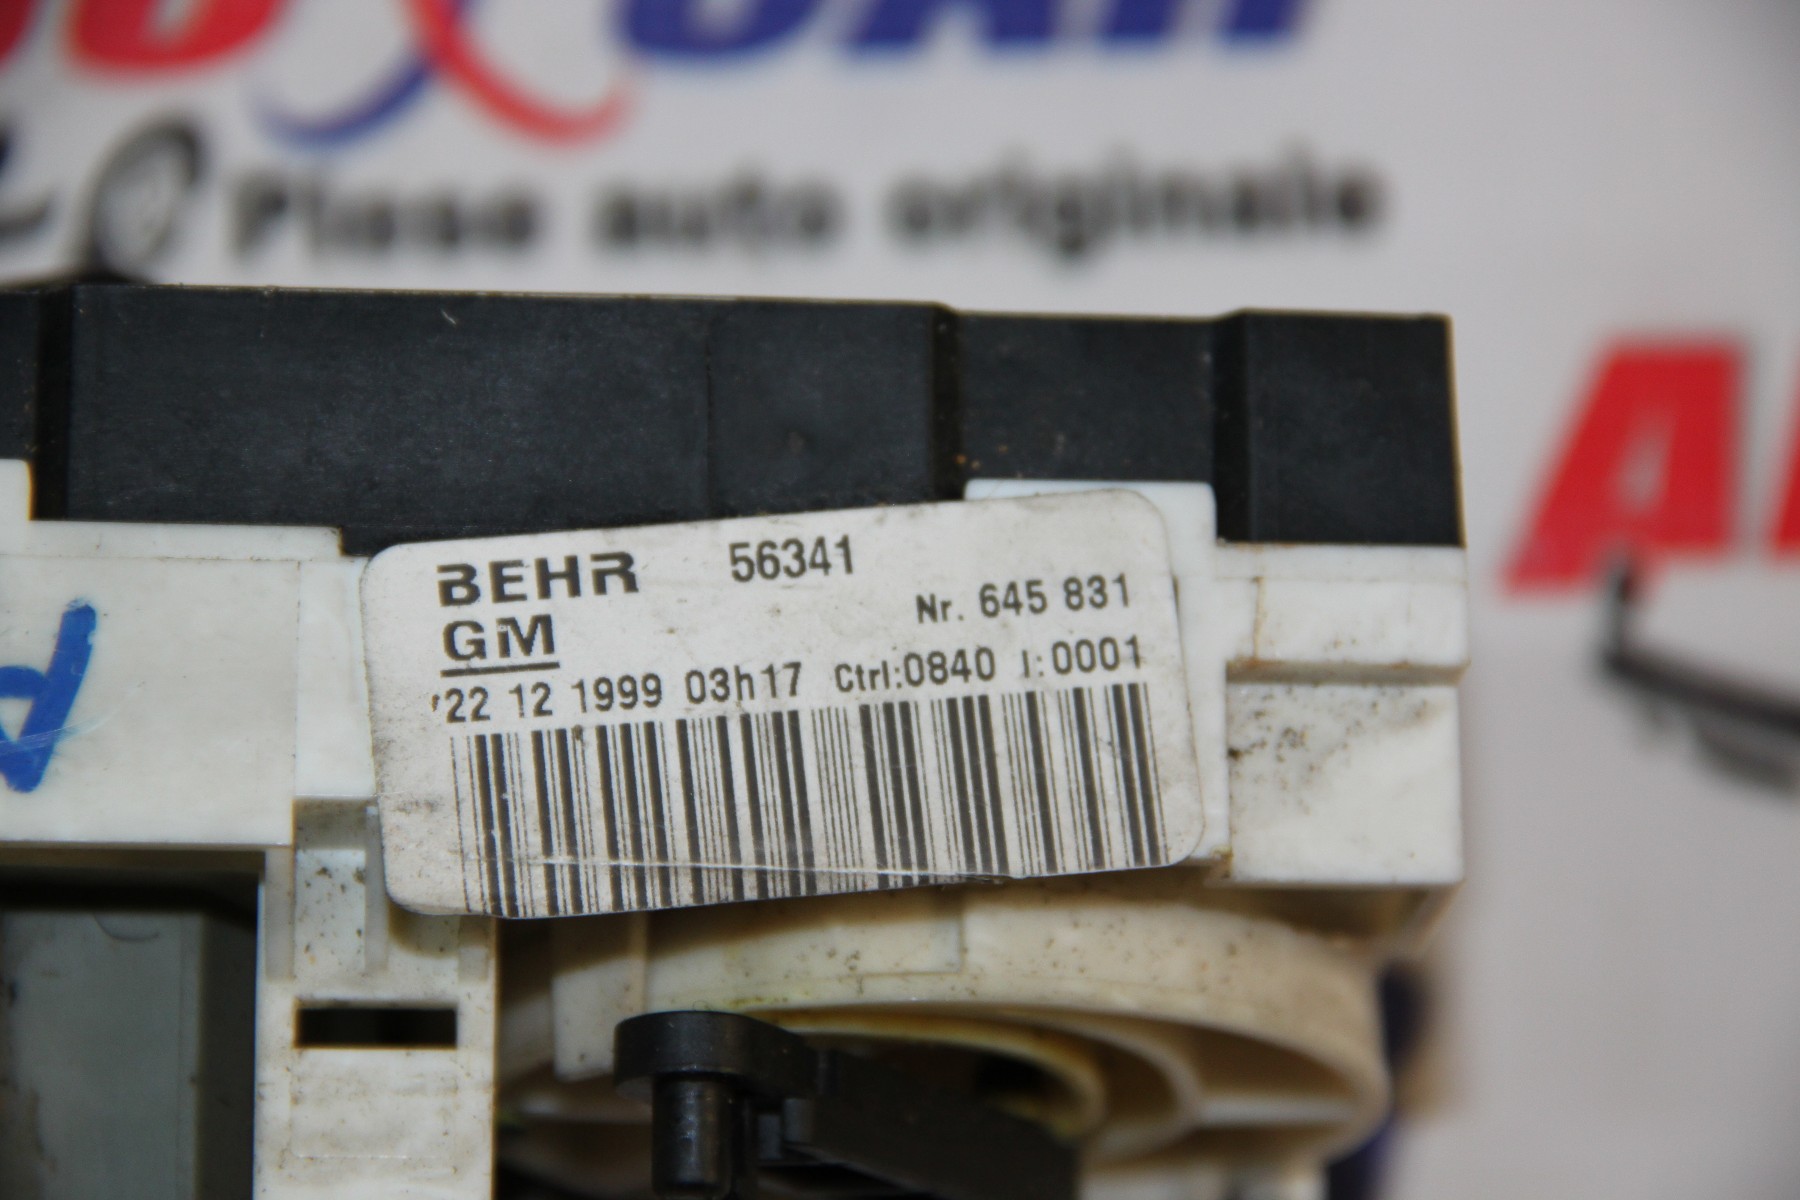 Piese auto originale
BEHR 56341
GM Nr. 645 831
'22 12 1999 03h17 Ctrl:0840 I:0001